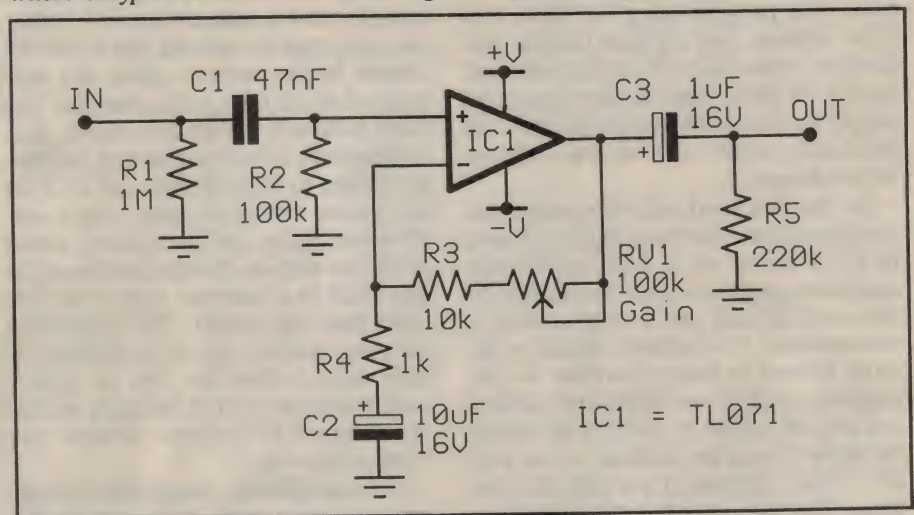 +V
C1 47nF
IN
C3 1uF
16V
OUT
+
IC1
-
+
R1
1M
R2
100k
-V
R5
220k
R3
10k
RV1
100k
Gain
R4 1k
+
C2 10uF
16V
IC1 = TL071